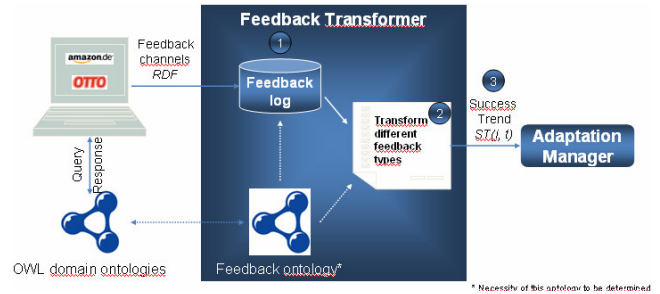 Feedback Transformer
amazon.de
OTTO
Feedback
channels
RDF
1
Feedback
log
2
Transform
different
feedback
types
3
Success
Trend
ST(i, t)
Adaptation
Manager
Query
Response
OWL domain ontologies
Feedback ontology*
* Necessity of this ontology to be determined